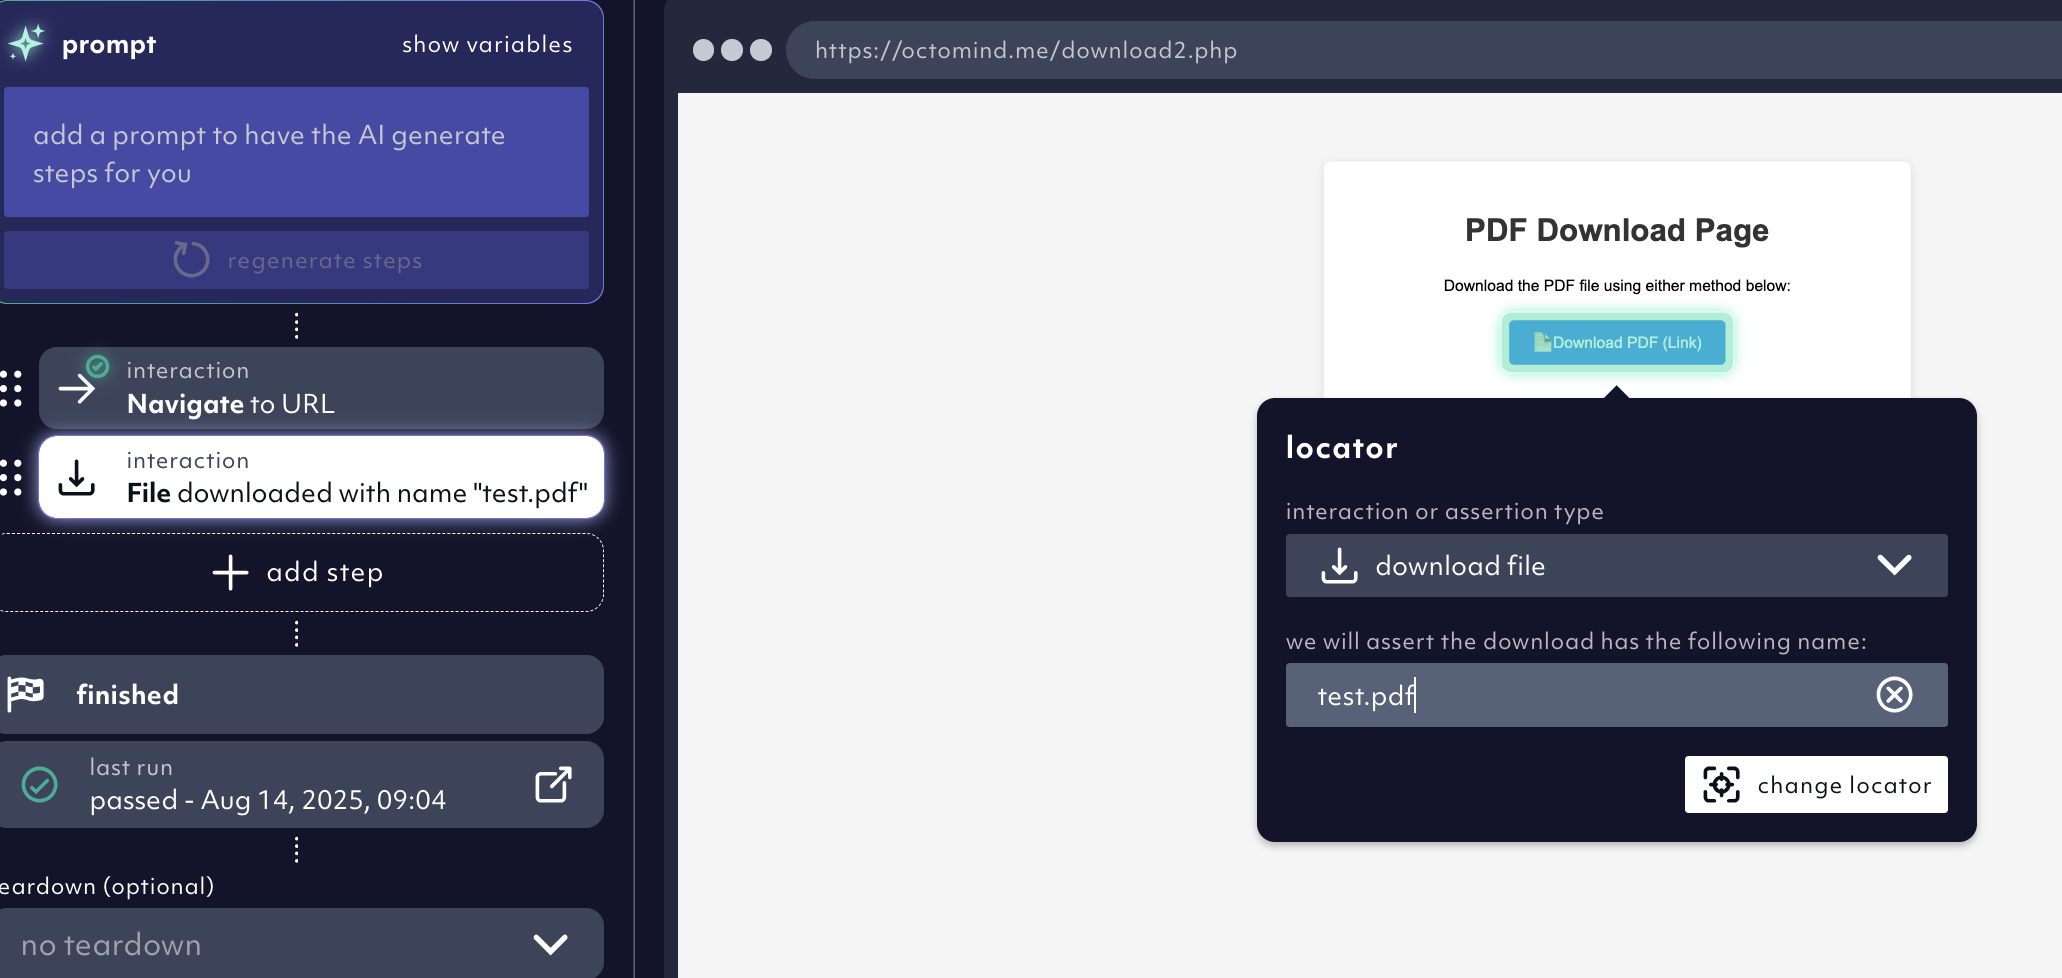 prompt
show variables
add a prompt to have the AI generate
steps for you
regenerate steps
interaction
Navigate to URL
interaction
File downloaded with name "test.pdf"
add step
finished
last run
passed - Aug 14, 2025, 09:04
eardown (optional)
no teardown
https://octomind.me/download2.php
PDF Download Page
Download the PDF file using either method below:
Download PDF (Link)
locator
interaction or assertion type
download file
we will assert the download has the following name:
test.pdf
change locator